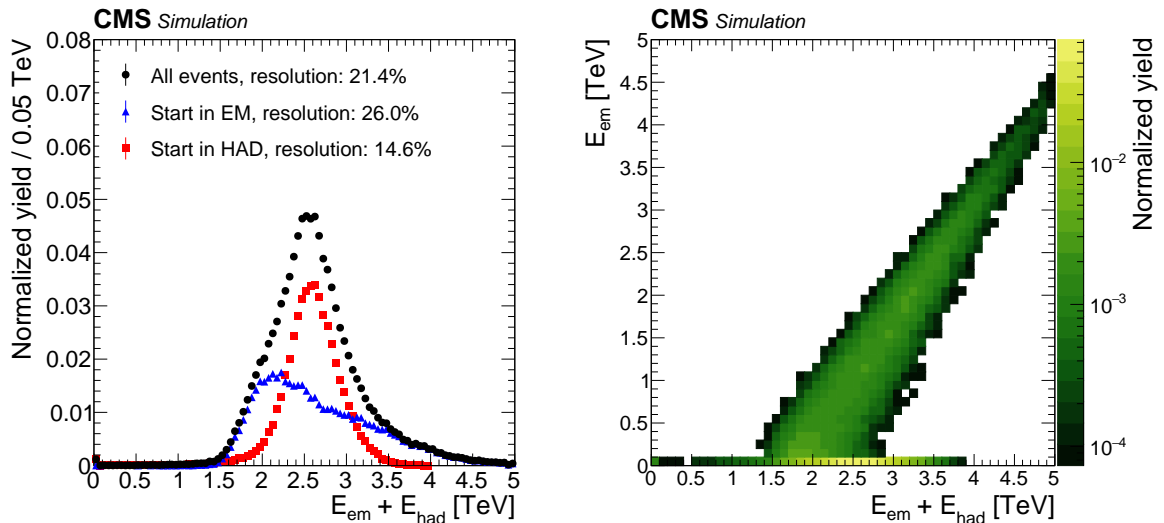 CMS Simulation
Normalized yield / 0.05 TeV
0.08
0.07
0.06
0.05
0.04
0.03
0.02
0.01
0
All events, resolution: 21.4%
Start in EM, resolution: 26.0%
Start in HAD, resolution: 14.6%
0 0.5 1 1.5 2 2.5 3 3.5 4 4.5 5
E_em + E_had [TeV]
CMS Simulation
E_em [TeV]
5
4.5
4
3.5
3
2.5
2
1.5
1
0.5
0
0 0.5 1 1.5 2 2.5 3 3.5 4 4.5 5
E_em + E_had [TeV]
Normalized yield
10⁻²
10⁻³
10⁻⁴